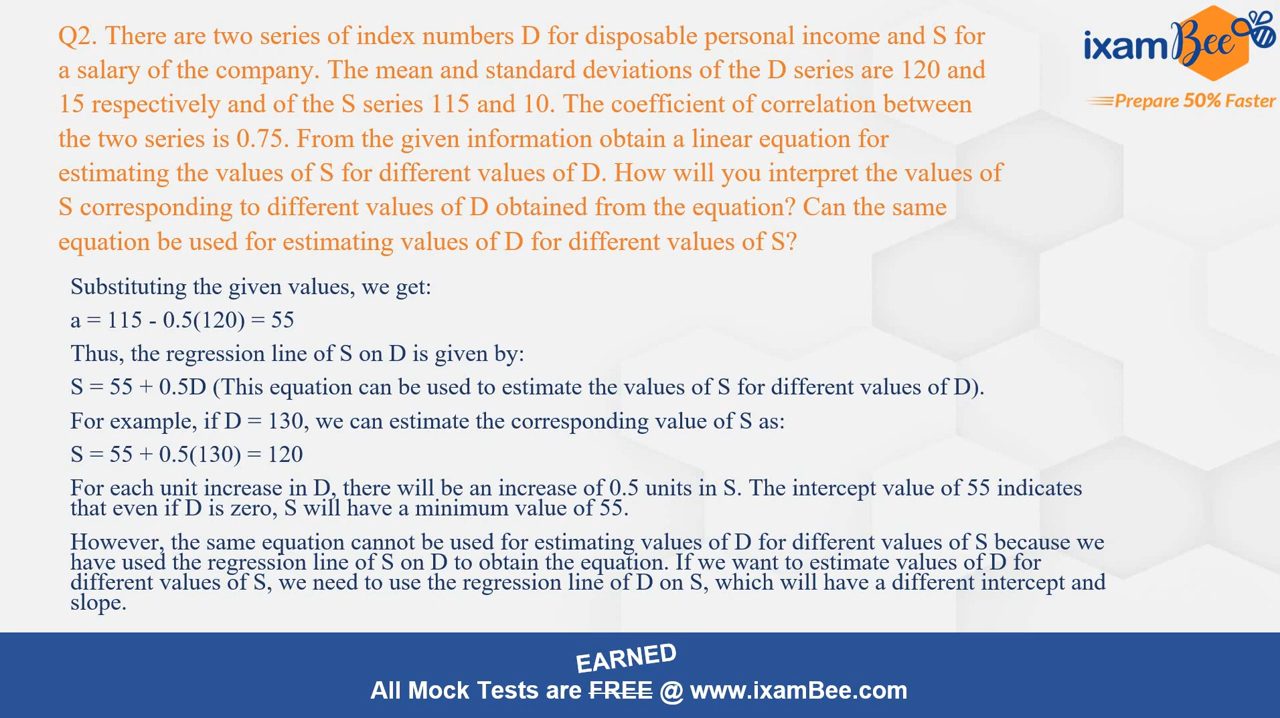 Q2. There are two series of index numbers D for disposable personal income and S for
a salary of the company. The mean and standard deviations of the D series are 120 and
15 respectively and of the S series 115 and 10. The coefficient of correlation between
the two series is 0.75. From the given information obtain a linear equation for
estimating the values of S for different values of D. How will you interpret the values of
S corresponding to different values of D obtained from the equation? Can the same
equation be used for estimating values of D for different values of S?
ixamBee
Prepare 50% Faster
Substituting the given values, we get:
a = 115 - 0.5(120) = 55
Thus, the regression line of S on D is given by:
S = 55 + 0.5D (This equation can be used to estimate the values of S for different values of D).
For example, if D = 130, we can estimate the corresponding value of S as:
S = 55 + 0.5(130) = 120
For each unit increase in D, there will be an increase of 0.5 units in S. The intercept value of 55 indicates
that even if D is zero, S will have a minimum value of 55.
However, the same equation cannot be used for estimating values of D for different values of S because we
have used the regression line of S on D to obtain the equation. If we want to estimate values of D for
different values of S, we need to use the regression line of D on S, which will have a different intercept and
slope.
EARNED
All Mock Tests are FREE @ www.ixamBee.com